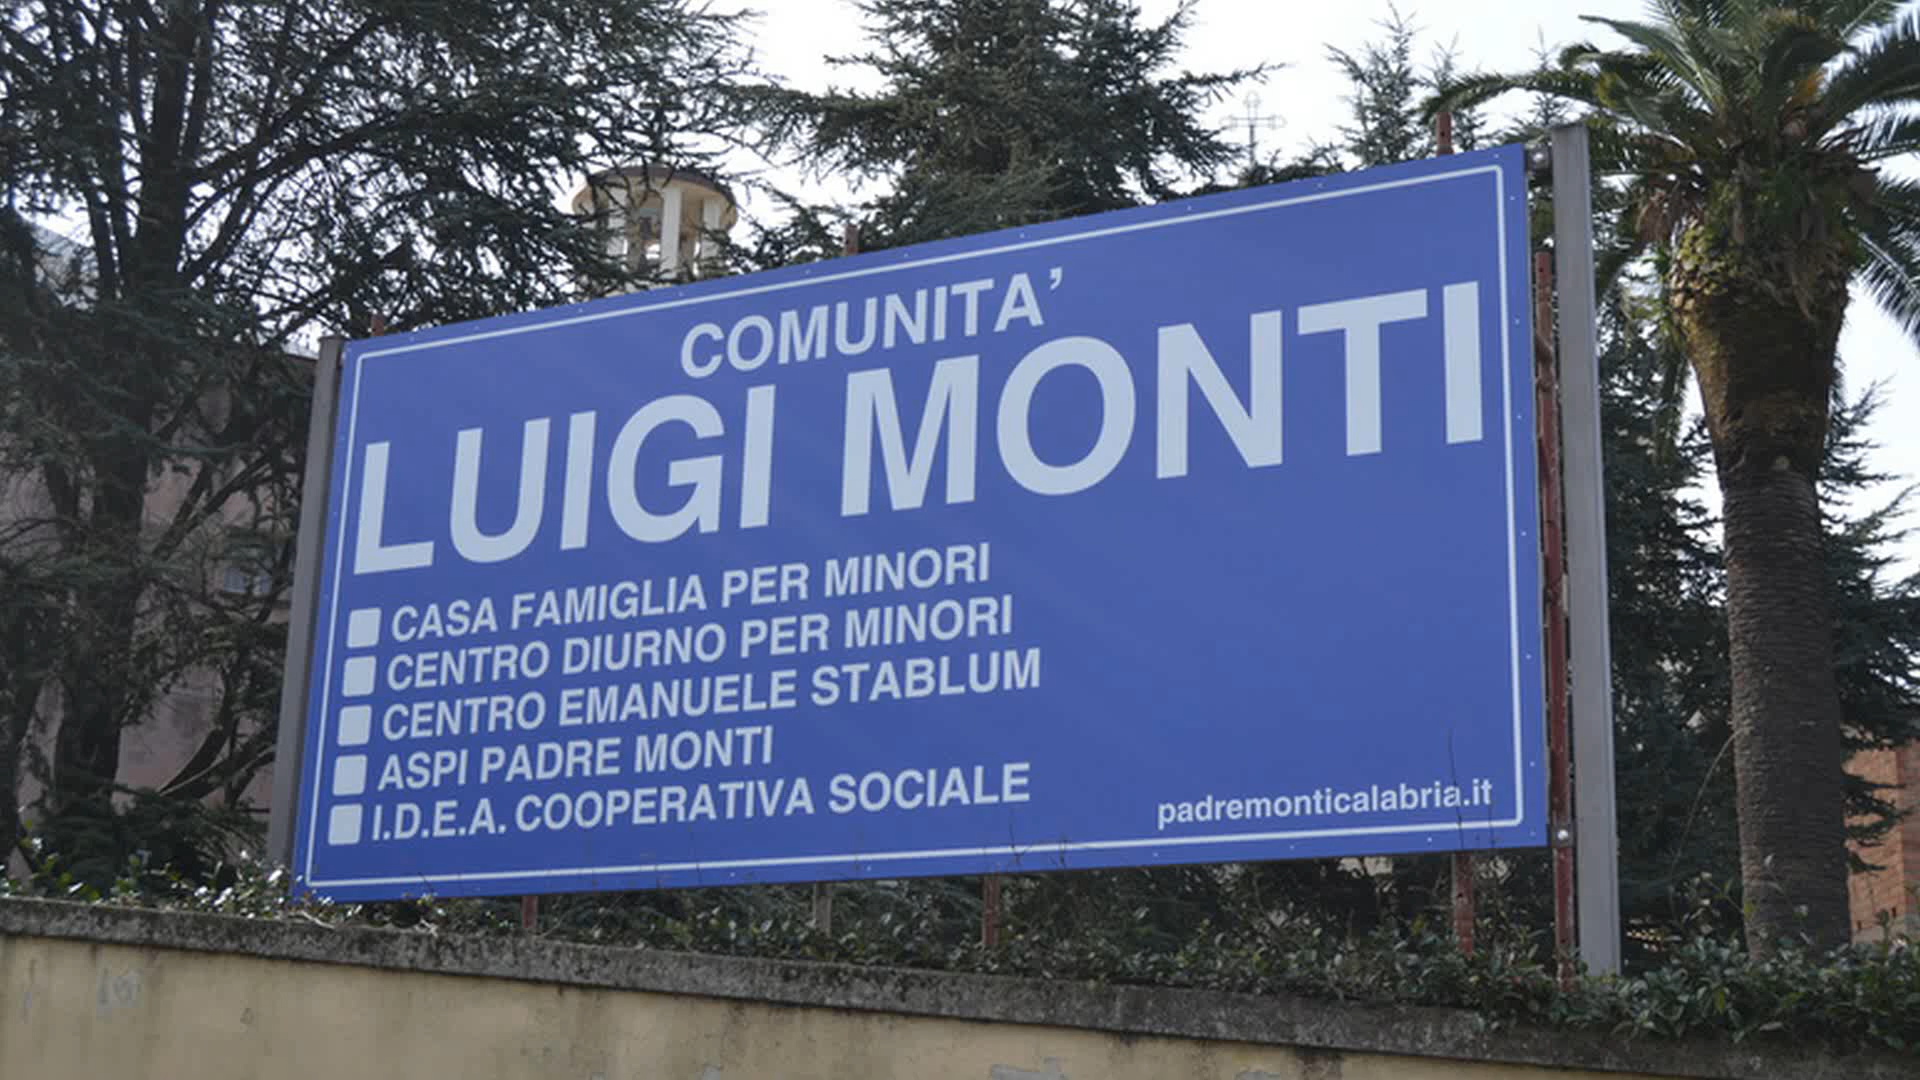 COMUNITA'
LUIGI MONTI
CASA FAMIGLIA PER MINORI
CENTRO DIURNO PER MINORI
CENTRO EMANUELE STABLUM
ASPI PADRE MONTI
I.D.E.A. COOPERATIVA SOCIALE
padremonticalabria.it